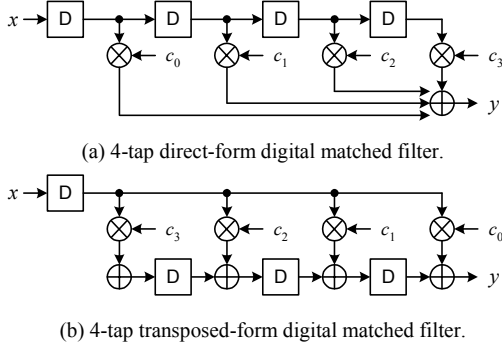 x D D D D
c0 c1 c2 c3
y
(a) 4-tap direct-form digital matched filter.
x D
c3 c2 c1 c0
D D D y
(b) 4-tap transposed-form digital matched filter.